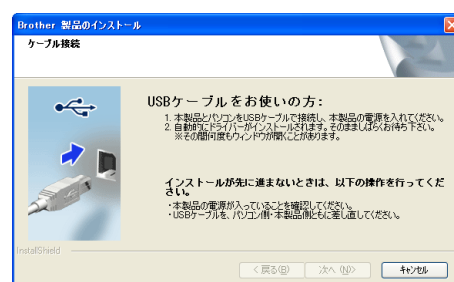 Brother 製品のインストール
ケーブル接続
USBケーブルをお使いの方:
1. 本製品とパソコンをUSBケーブルで接続し、本製品の電源を入れてください。
2. 自動的にドライバーがインストールされます。そのましばらくお待ち下さい。
※その間何度もウィンドウが開くことがあります。
インストールが先に進まないときは、以下の操作を行ってくだ
さい。
・本製品の電源が入っていることを確認してください。
・USBケーブルを、パソコン側・本製品側ともに差し直してください。
InstallShield
< 戻る(B)
次へ (N)>
キャンセル